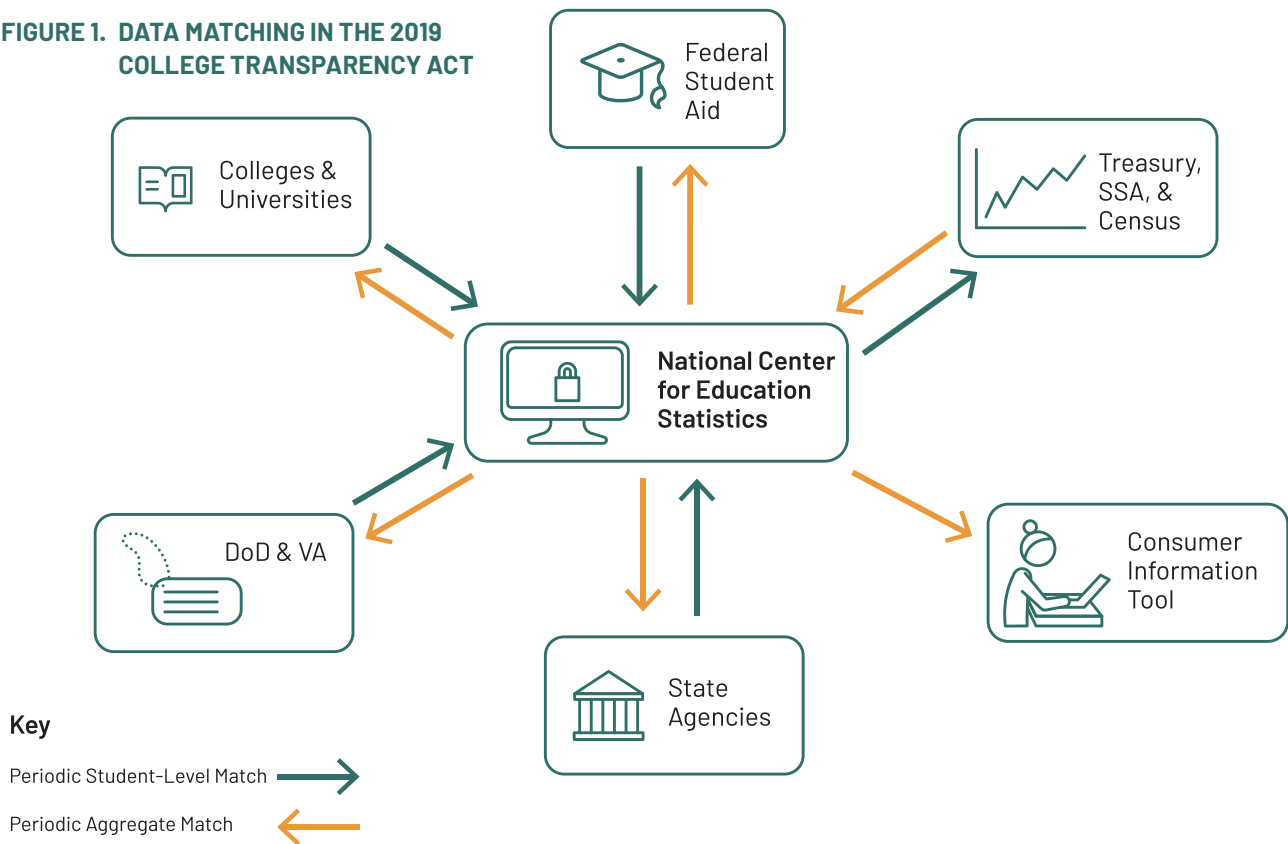 FIGURE 1. DATA MATCHING IN THE 2019
COLLEGE TRANSPARENCY ACT
Federal
Student
Aid
Colleges &
Universities
Treasury,
SSA, &
Census
National Center
for Education
Statistics
DoD & VA
Consumer
Information
Tool
State
Agencies
Key
Periodic Student-Level Match
Periodic Aggregate Match